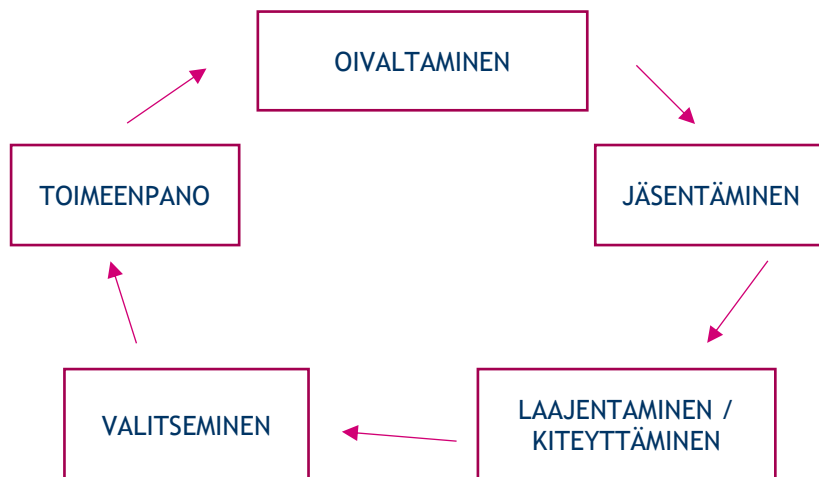 OIVALTAMINEN
JÄSENTÄMINEN
LAAJENTAMINEN /
KITEYTTÄMINEN
VALITSEMINEN
TOIMEENPANO